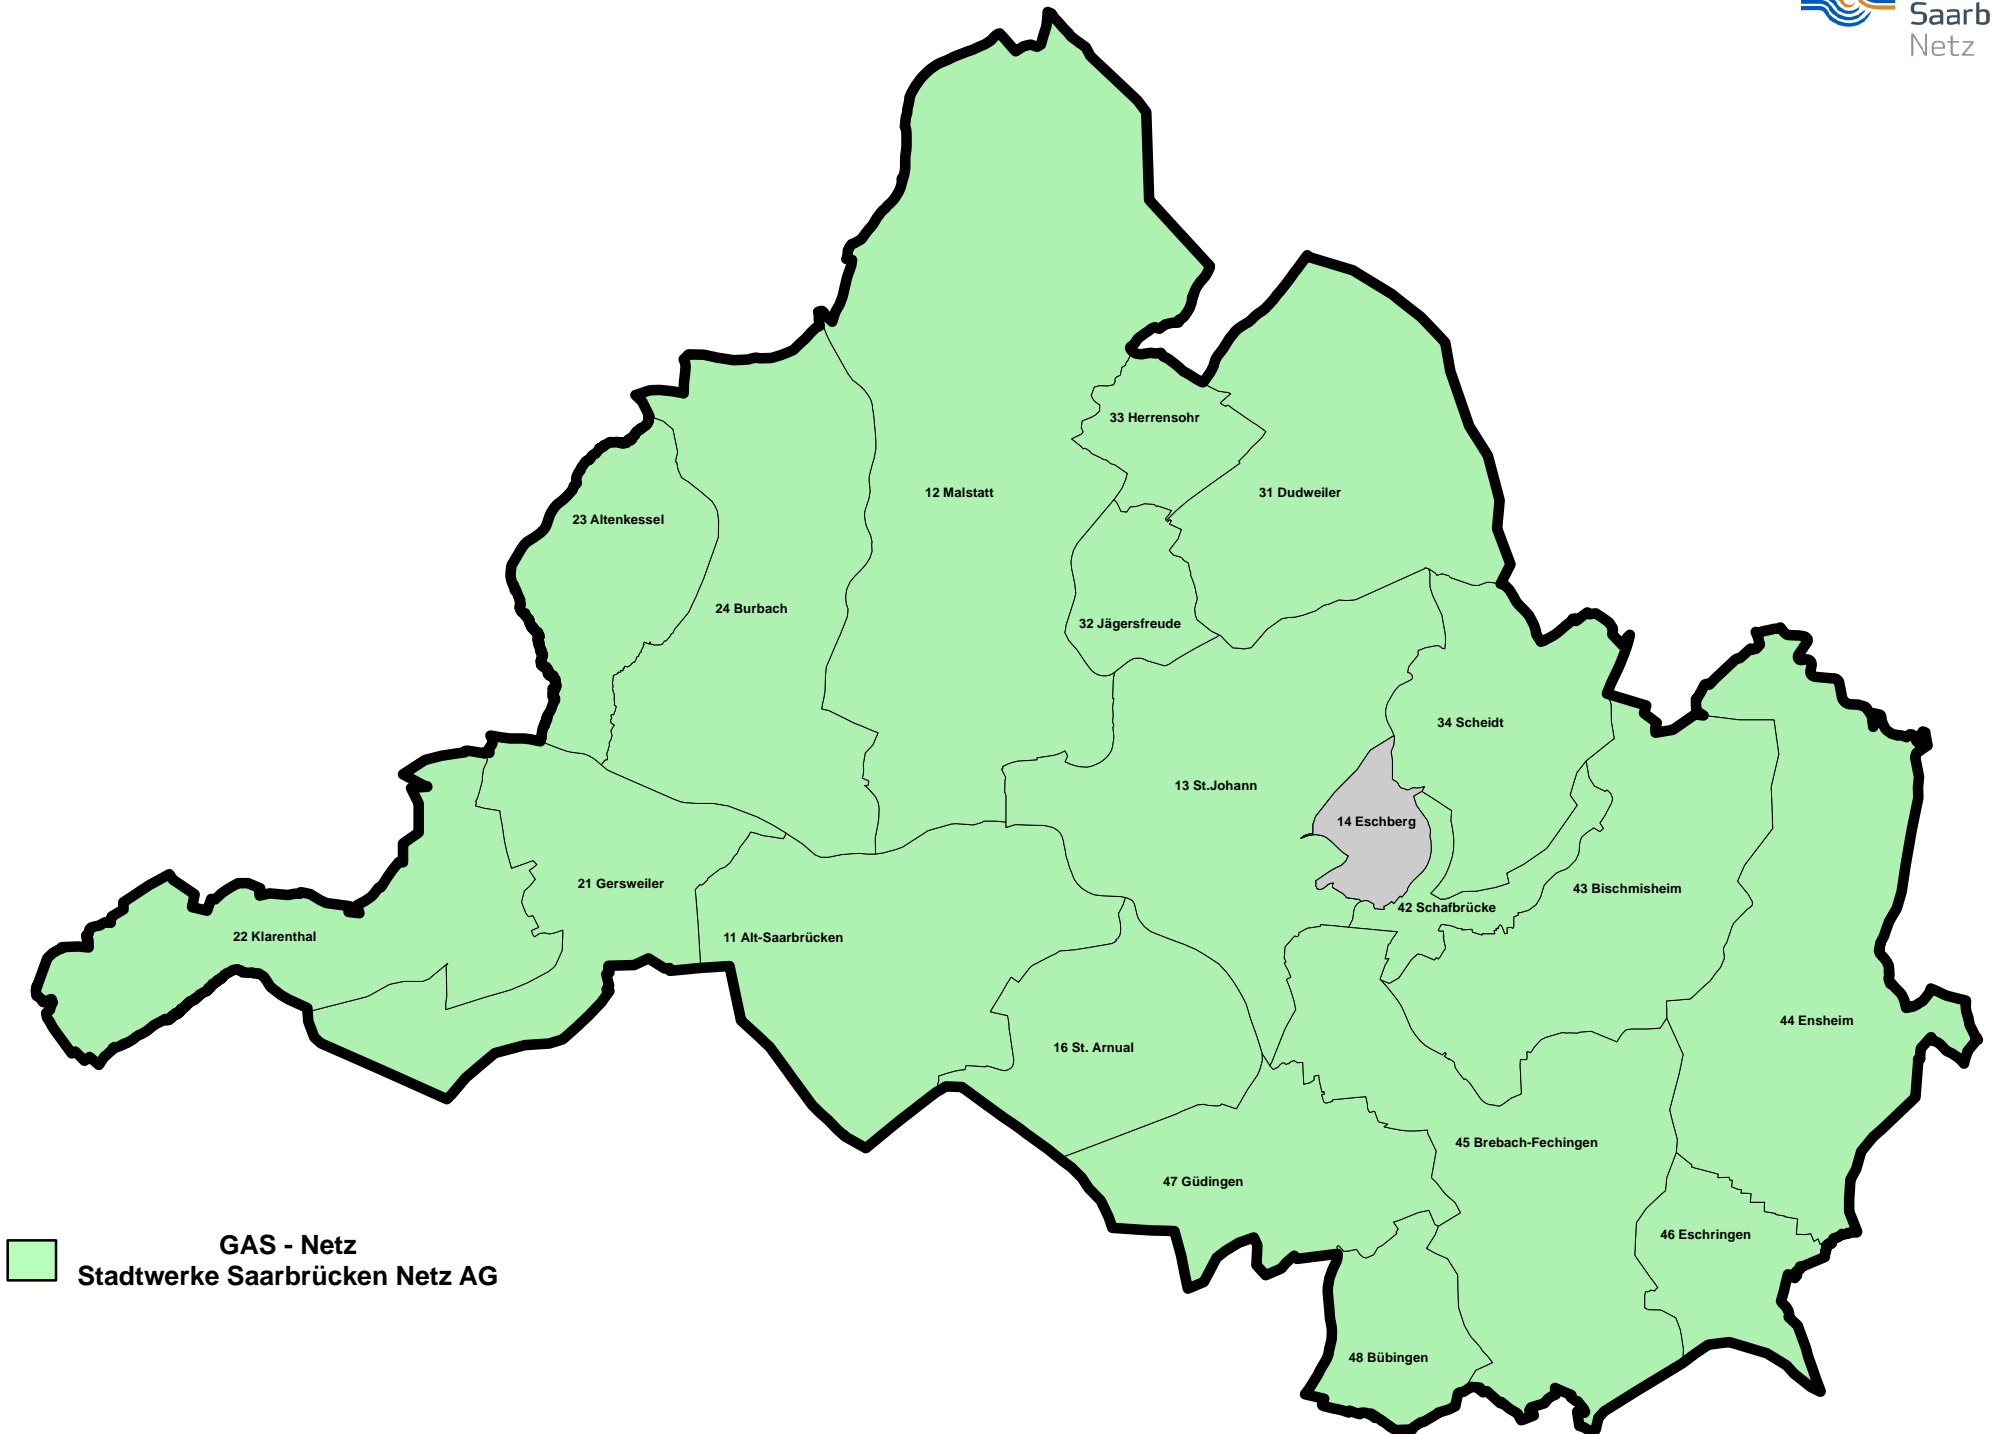 Saarb
Netz
33 Herrensohr
12 Malstatt
31 Dudweiler
23 Altenkessel
24 Burbach
32 Jägersfreude
34 Scheidt
13 St.Johann
14 Eschberg
21 Gersweiler
43 Bischmisheim
42 Schafbrücke
22 Klarenthal
11 Alt-Saarbrücken
44 Ensheim
16 St. Arnual
45 Brebach-Fechingen
47 Güdingen
46 Eschringen
GAS - Netz
Stadtwerke Saarbrücken Netz AG
48 Bübingen